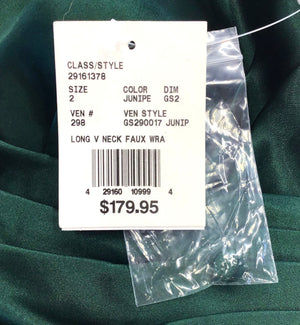 CLASS/STYLE
29161378
SIZE COLOR DIM
2 JUNIPE GS2
VEN # VEN STYLE
298 GS290017 JUNIP
LONG V NECK FAUX WRA
4 29160 10999 4
$179.95